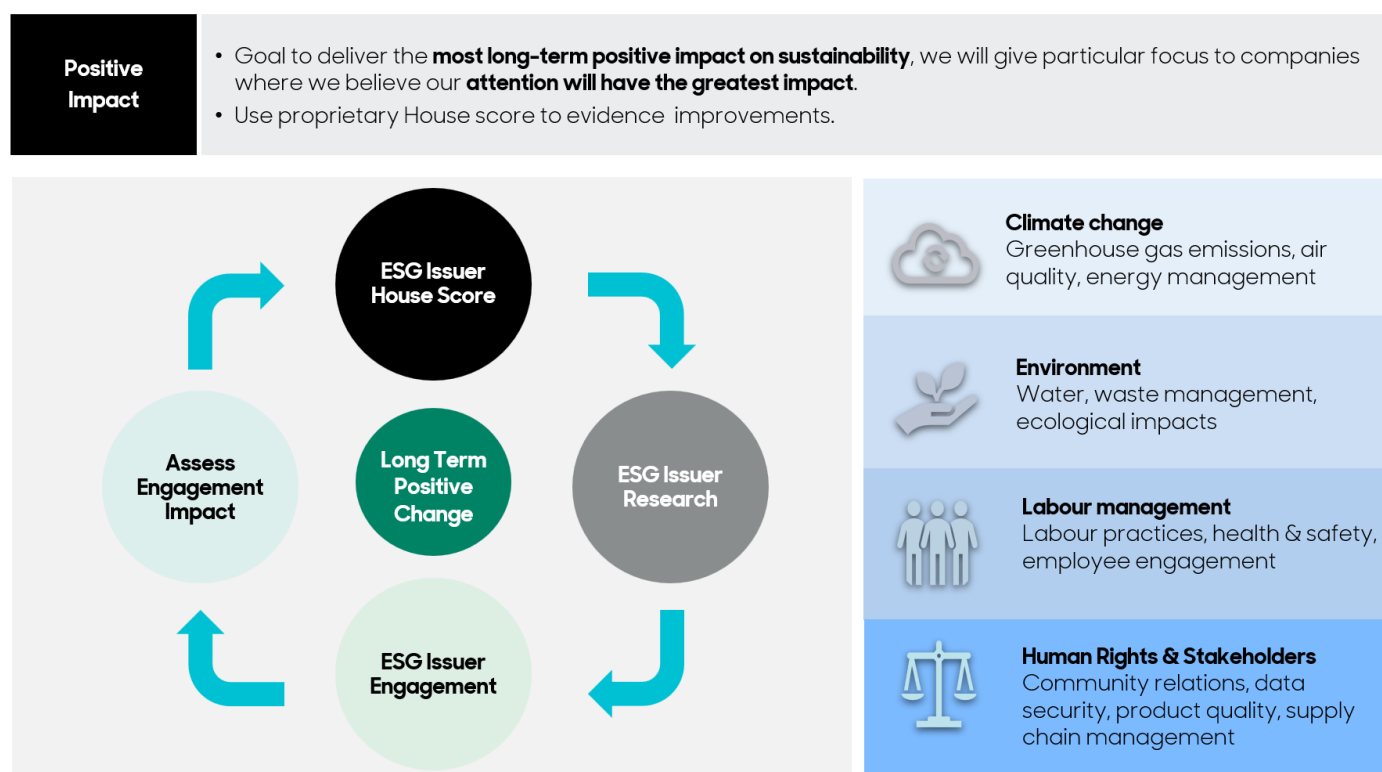 Positive
Impact
• Goal to deliver the most long-term positive impact on sustainability, we will give particular focus to companies
where we believe our attention will have the greatest impact.
• Use proprietary House score to evidence improvements.
ESG Issuer
House Score
Assess
Engagement
Impact
Long Term
Positive
Change
ESG Issuer
Research
ESG Issuer
Engagement
Climate change
Greenhouse gas emissions, air
quality, energy management
Environment
Water, waste management,
ecological impacts
Labour management
Labour practices, health & safety,
employee engagement
Human Rights & Stakeholders
Community relations, data
security, product quality, supply
chain management